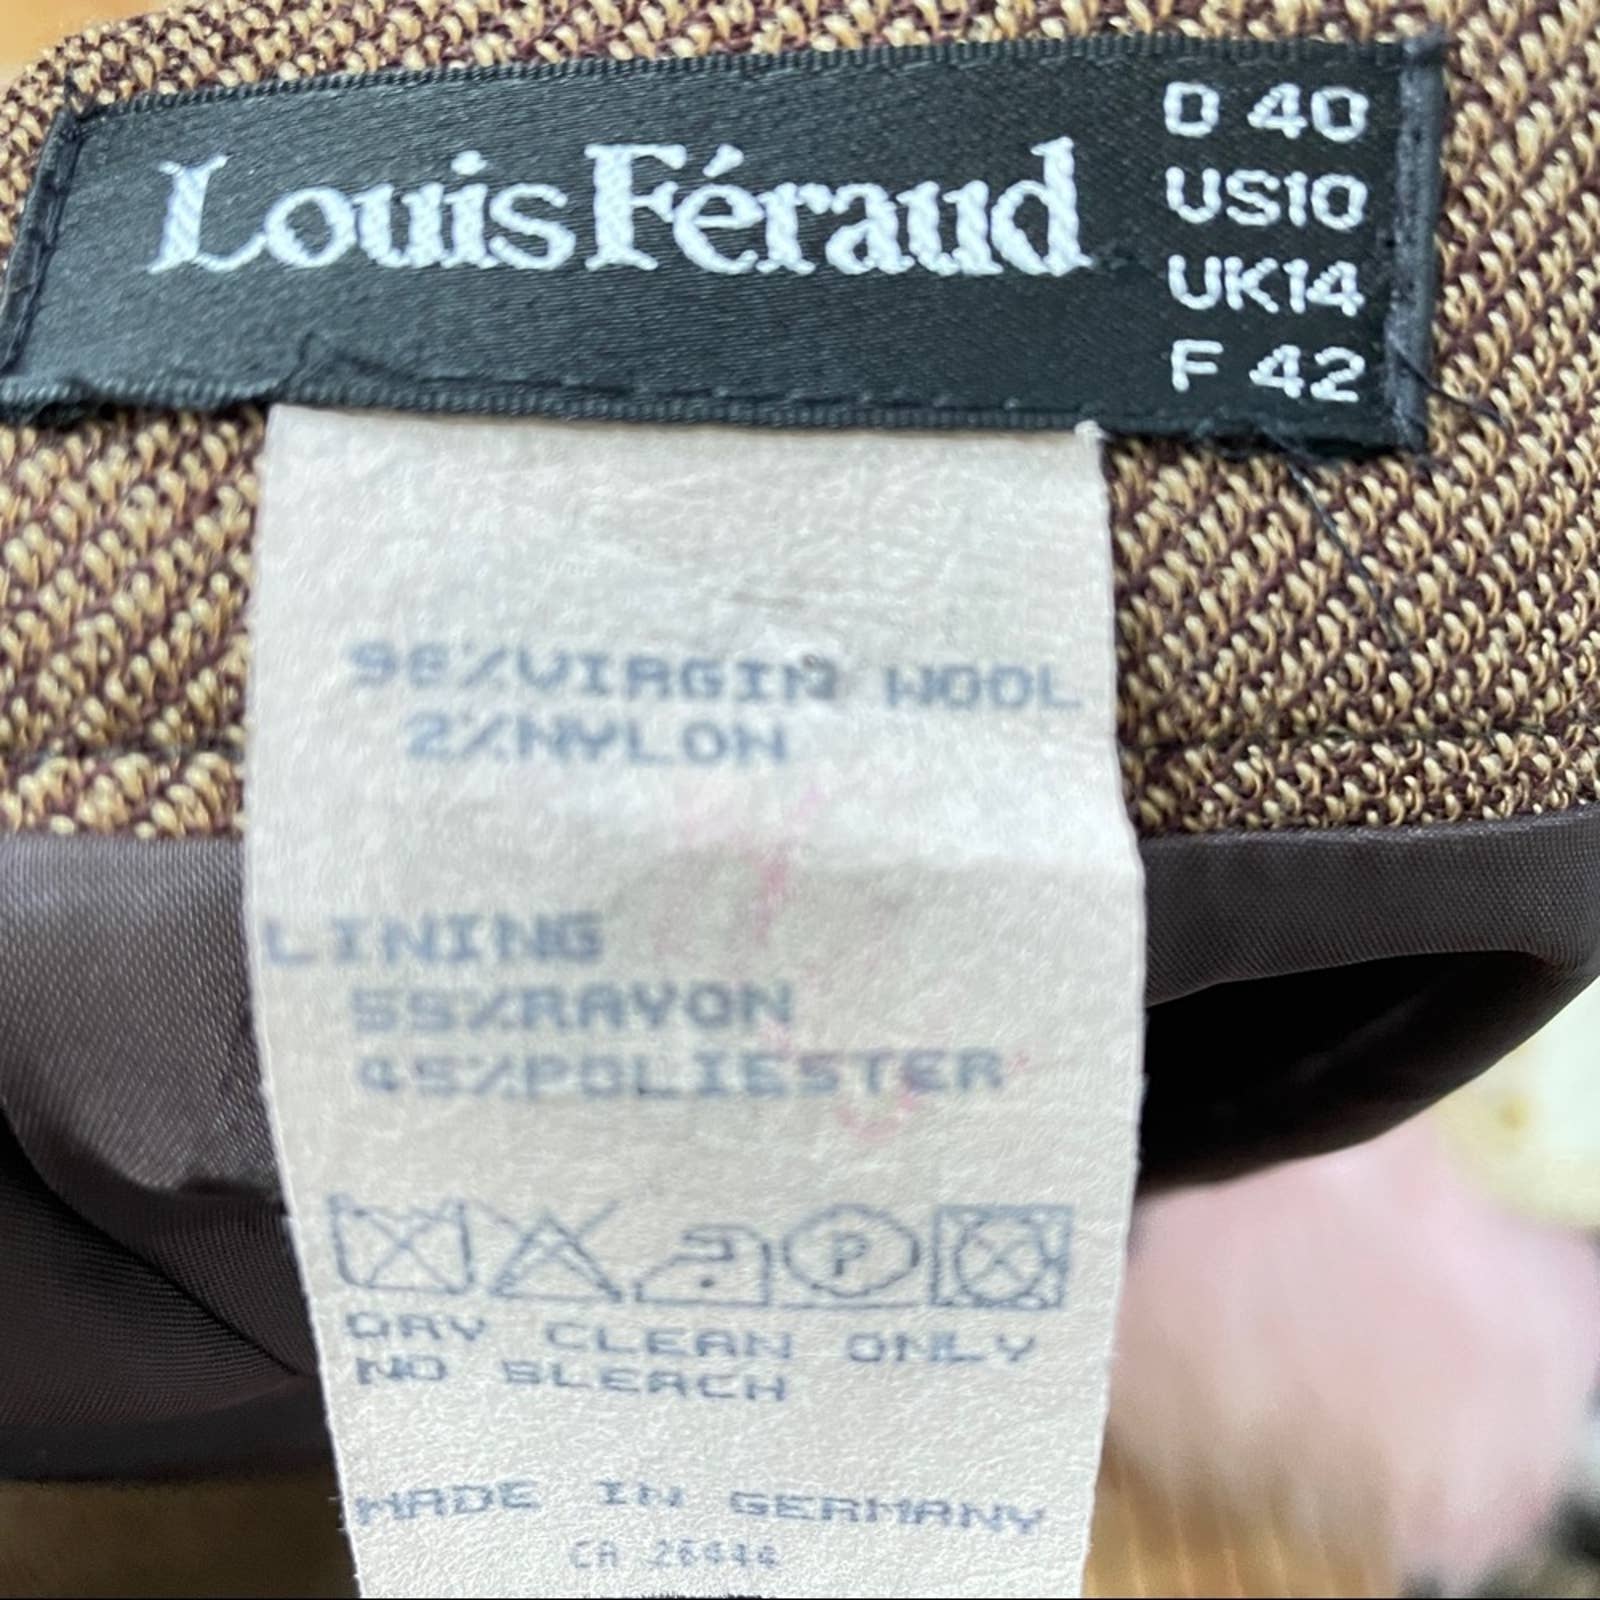 Louis Féraud
D 40
US10
UK14
F 42
98%VIRGIN WOOL
2%NYLON
LINING
55%RAYON
45%POLIESTER
P
DRY CLEAN ONLY
NO BLEACH
MADE IN GERMANY
CA 26444